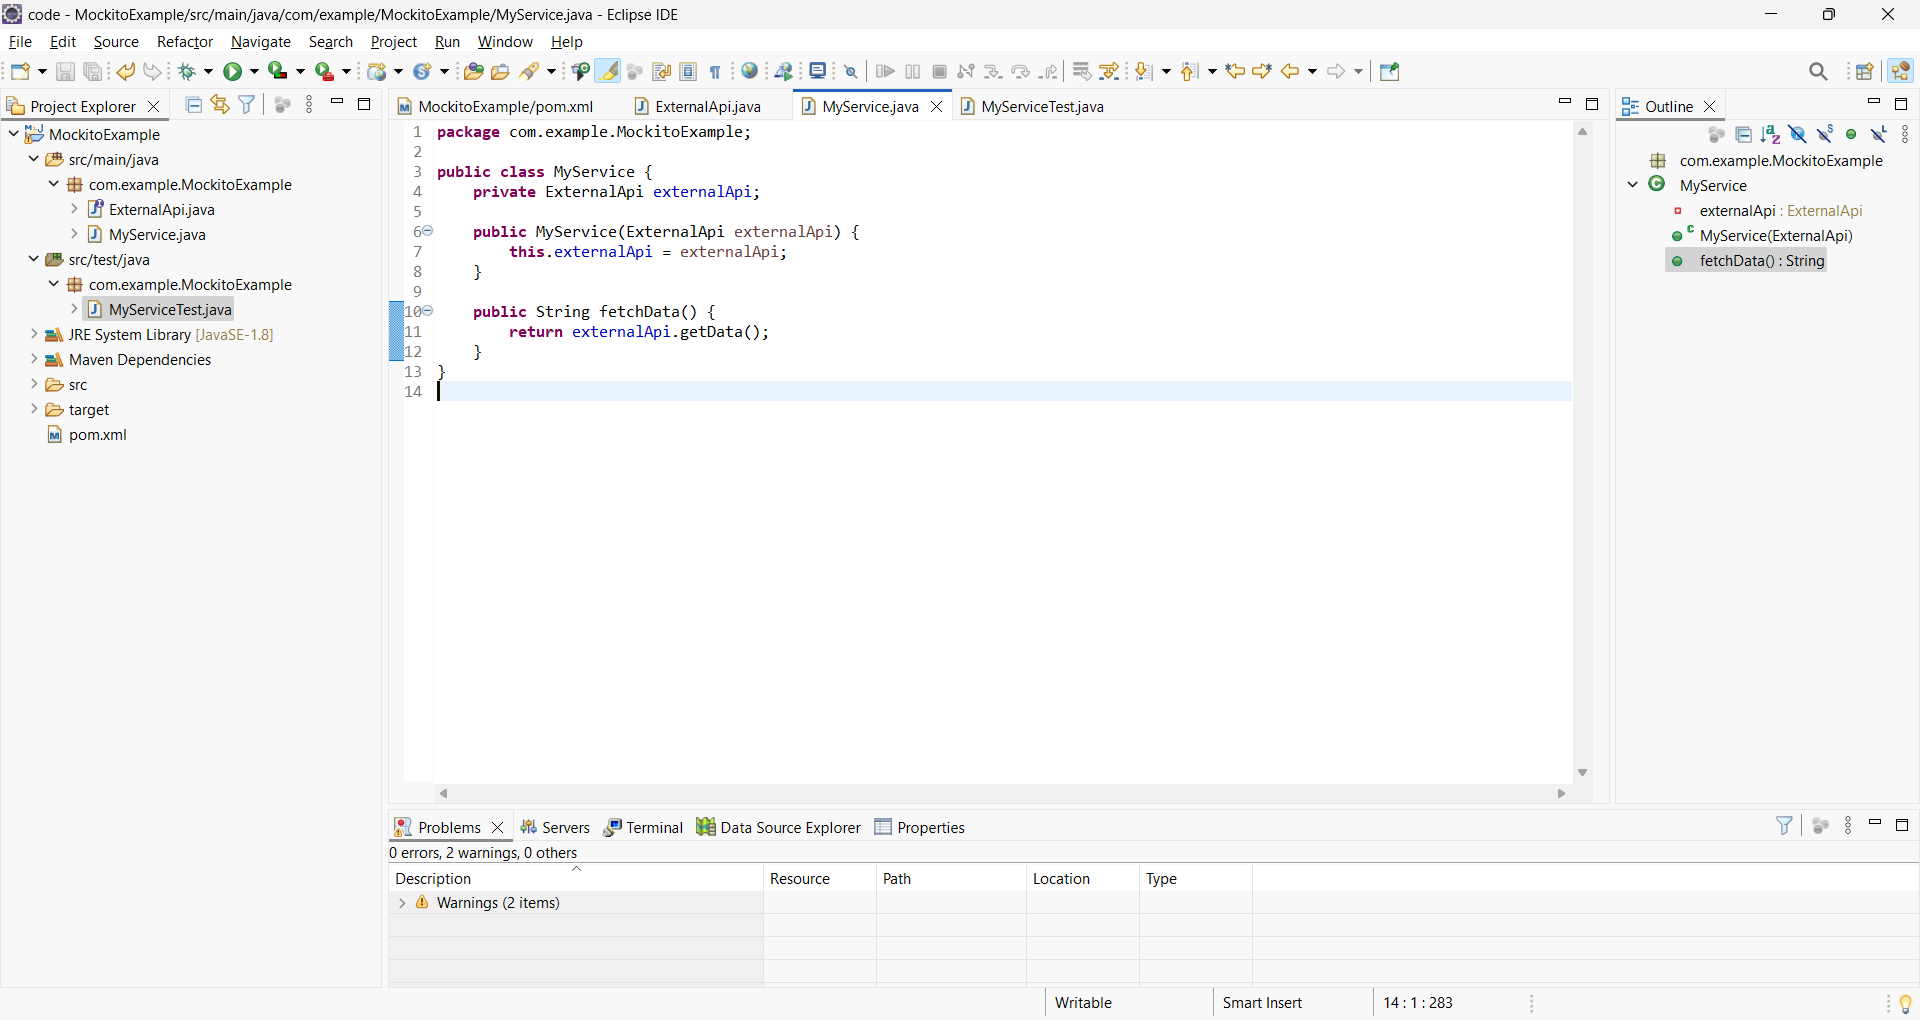 code - MockitoExample/src/main/java/com/example/MockitoExample/MyService.java - Eclipse IDE
File Edit Source Refactor Navigate Search Project Run Window Help
Project Explorer
MockitoExample
src/main/java
com.example.MockitoExample
ExternalApi.java
MyService.java
src/test/java
com.example.MockitoExample
MyServiceTest.java
JRE System Library [JavaSE-1.8]
Maven Dependencies
src
target
pom.xml
MockitoExample/pom.xml ExternalApi.java MyService.java MyServiceTest.java
1 package com.example.MockitoExample;
2
3 public class MyService {
4 private ExternalApi externalApi;
5
6 public MyService(ExternalApi externalApi) {
7 this.externalApi = externalApi;
8 }
9
10 public String fetchData() {
11 return externalApi.getData();
12 }
13 }
14
Outline
com.example.MockitoExample
MyService
externalApi : ExternalApi
MyService(ExternalApi)
fetchData() : String
Problems Servers Terminal Data Source Explorer Properties
0 errors, 2 warnings, 0 others
Description Resource Path Location Type
Warnings (2 items)
Writable Smart Insert 14 : 1 : 283